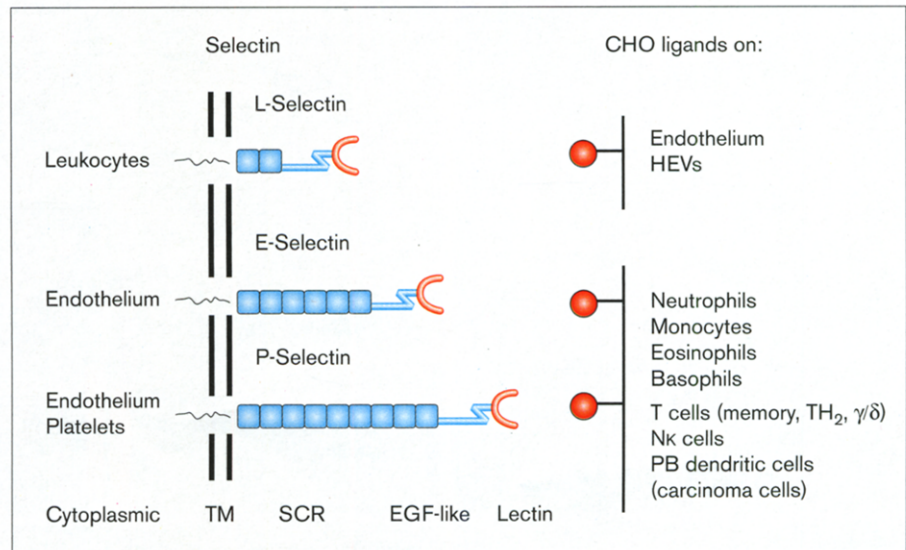 Selectin
CHO ligands on:
L-Selectin
Leukocytes
Endothelium
HEVs
E-Selectin
Endothelium
Neutrophils
Monocytes
Eosinophils
Basophils
P-Selectin
Endothelium
Platelets
T cells (memory, TH₂, γ/δ)
Nκ cells
PB dendritic cells
(carcinoma cells)
Cytoplasmic TM SCR EGF-like Lectin